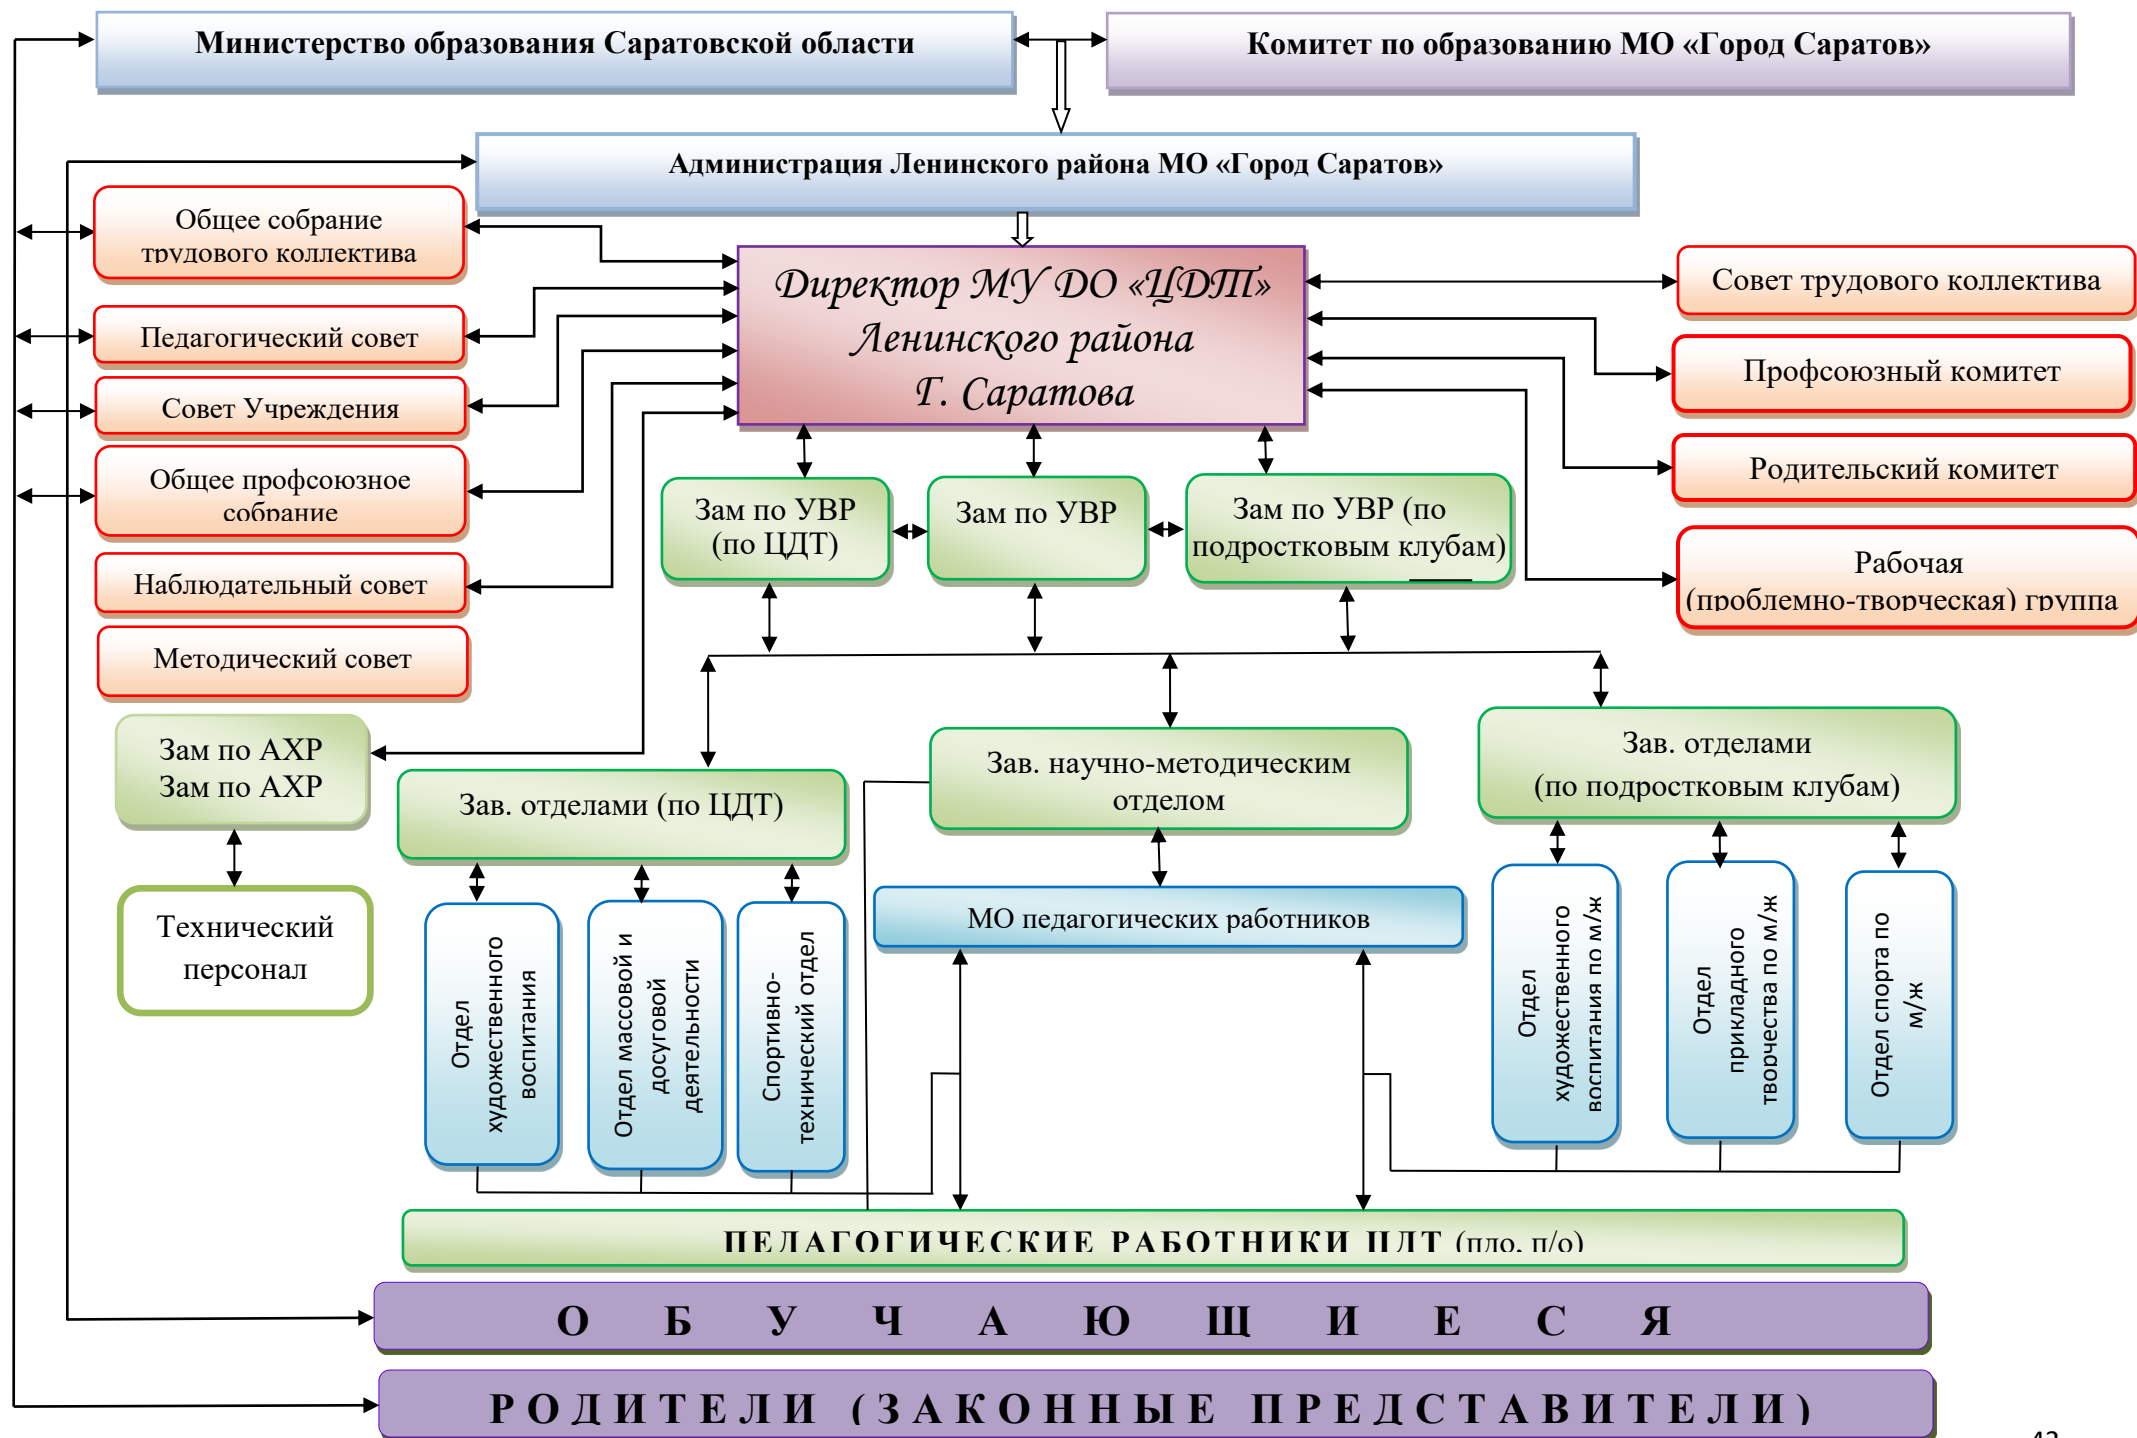 Министерство образования Саратовской области
Комитет по образованию МО «Город Саратов»
Администрация Ленинского района МО «Город Саратов»
Общее собрание
трудового коллектива
Педагогический совет
Совет Учреждения
Общее профсоюзное
собрание
Наблюдательный совет
Методический совет
Директор МУ ДО «ЦДТ»
Ленинского района
Г. Саратова
Совет трудового коллектива
Профсоюзный комитет
Родительский комитет
Рабочая
(проблемно-творческая) группа
Зам по УВР
(по ЦДТ)
Зам по УВР
Зам по УВР (по
подростковым клубам)
Зам по АХР
Зам по АХР
Технический
персонал
Зав. отделами (по ЦДТ)
Зав. научно-методическим
отделом
Зав. отделами
(по подростковым клубам)
МО педагогических работников
Отдел
художественного
воспитания
Отдел массовой и
досуговой
деятельности
Спортивно-
технический отдел
Отдел
художественного
воспитания по м/ж
Отдел
прикладного
творчества по м/ж
Отдел спорта по
м/ж
ПЕДАГОГИЧЕСКИЕ РАБОТНИКИ ЦДТ (пдо, п/о)
О Б У Ч А Ю Щ И Е С Я
Р О Д И Т Е Л И ( З А К О Н Н Ы Е П Р Е Д С Т А В И Т Е Л И )